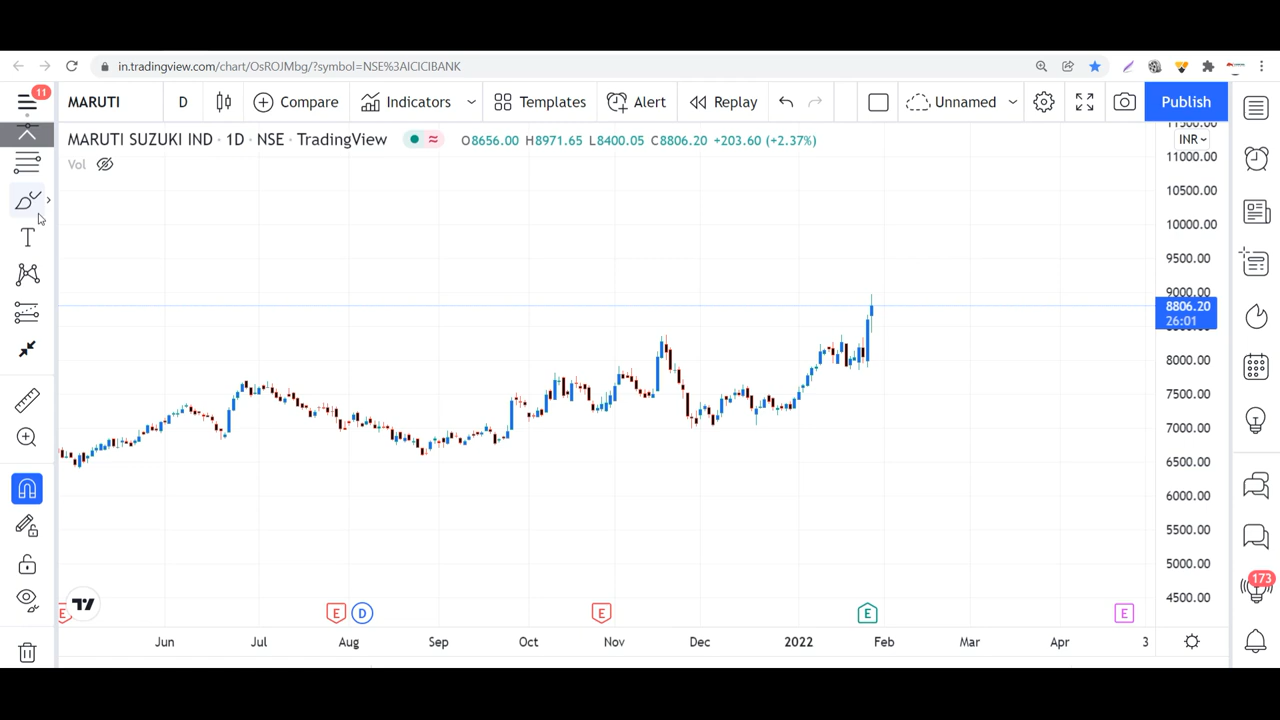 in.tradingview.com/chart/OsROJMbg/?symbol=NSE%3AICICIBANK
11
MARUTI D Compare Indicators Templates Alert Replay Unnamed Publish
MARUTI SUZUKI IND · 1D · NSE · TradingView O8656.00 H8971.65 L8400.05 C8806.20 +203.60 (+2.37%)
Vol
INR
11000.00
10500.00
10000.00
9500.00
9000.00
8806.20
26:01
8000.00
7500.00
7000.00
6500.00
6000.00
5500.00
5000.00
4500.00
T
173
E E D E E E
Jun Jul Aug Sep Oct Nov Dec 2022 Feb Mar Apr 3